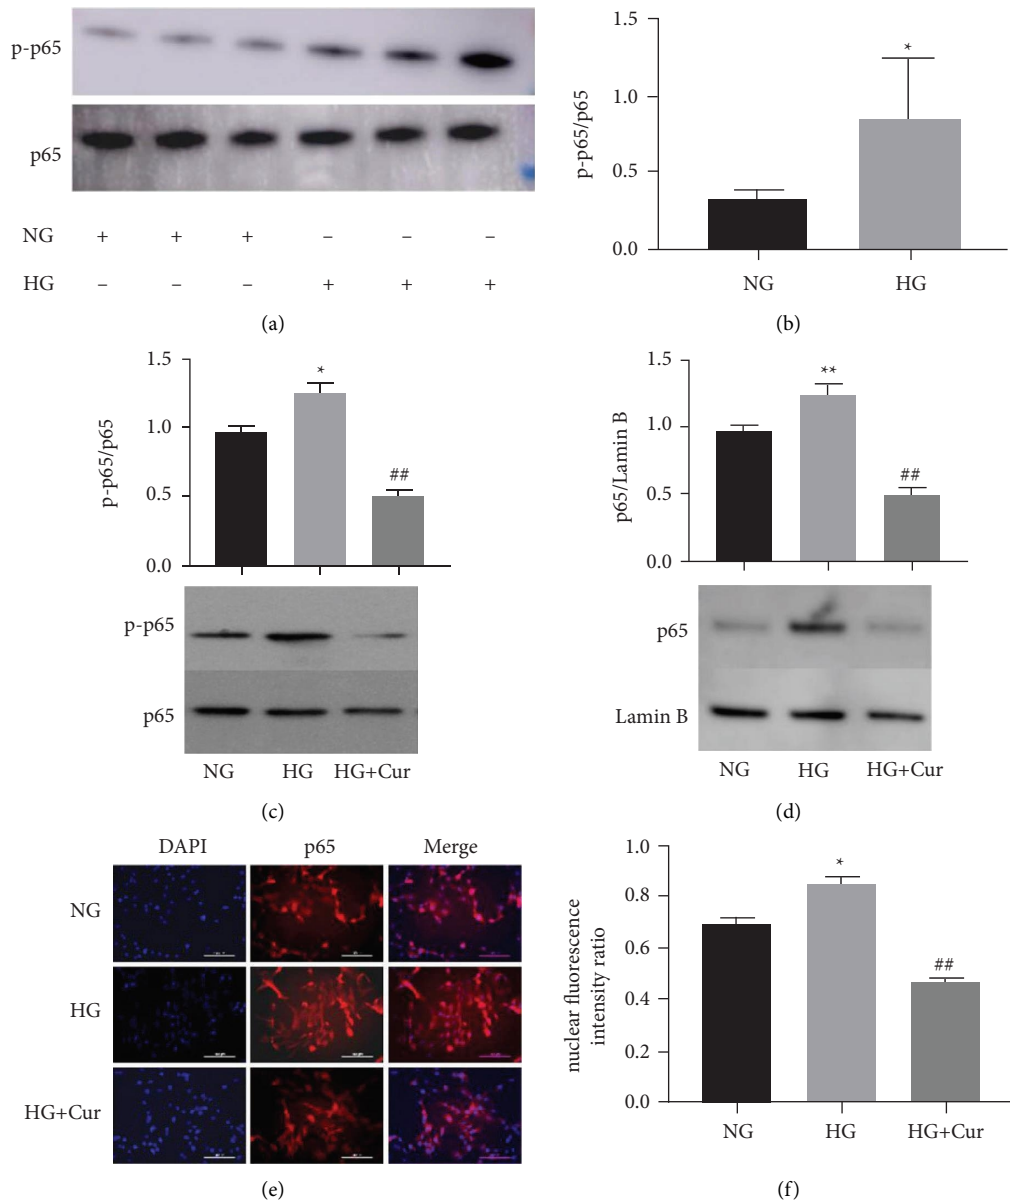 p-p65
p65
NG + + + – – –
HG – – – + + +
(a)
1.5
1.0
0.5
0.0
p-p65/p65
*
NG HG
(b)
1.5
1.0
0.5
0.0
p-p65/p65
*
##
p-p65
p65
NG HG HG+Cur
(c)
1.5
1.0
0.5
0.0
p65/Lamin B
**
##
p65
Lamin B
NG HG HG+Cur
(d)
DAPI p65 Merge
NG
HG
HG+Cur
(e)
1.0
0.8
0.6
0.4
0.2
0.0
nuclear fluorescence
intensity ratio
*
##
NG HG HG+Cur
(f)